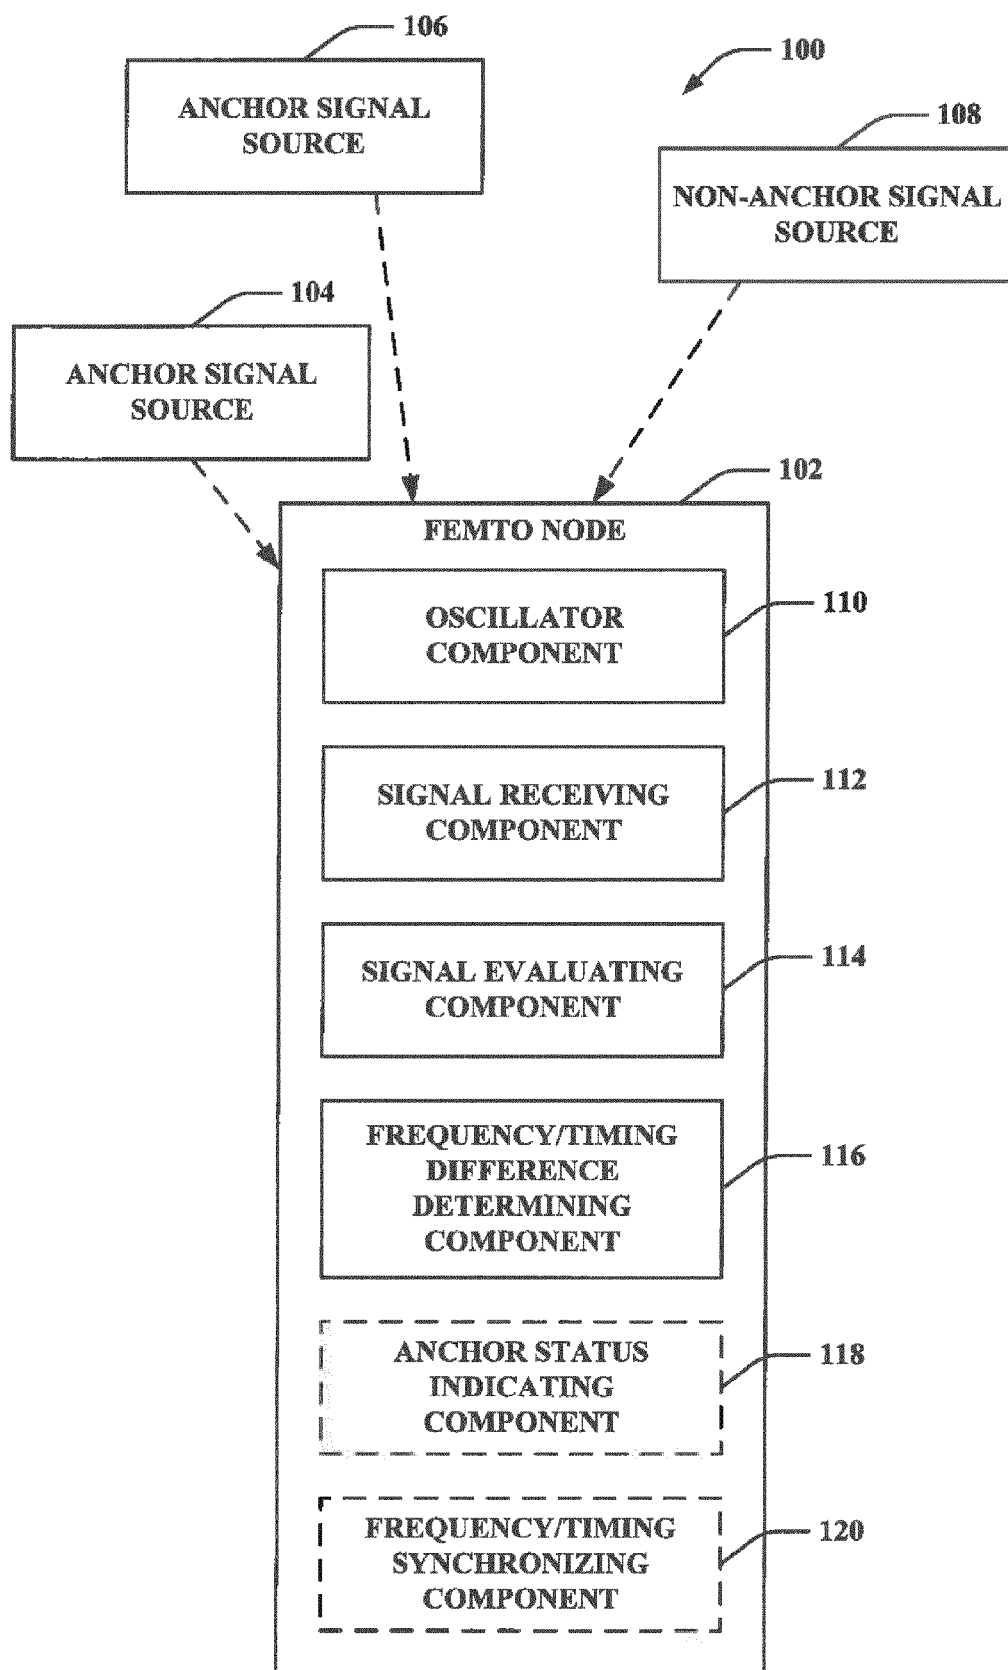 106
ANCHOR SIGNAL
SOURCE
100
108
NON-ANCHOR SIGNAL
SOURCE
104
ANCHOR SIGNAL
SOURCE
102
FEMTO NODE
OSCILLATOR
COMPONENT
110
SIGNAL RECEIVING
COMPONENT
112
SIGNAL EVALUATING
COMPONENT
114
FREQUENCY/TIMING
DIFFERENCE
DETERMINING
COMPONENT
116
ANCHOR STATUS
INDICATING
COMPONENT
118
FREQUENCY/TIMING
SYNCHRONIZING
COMPONENT
120